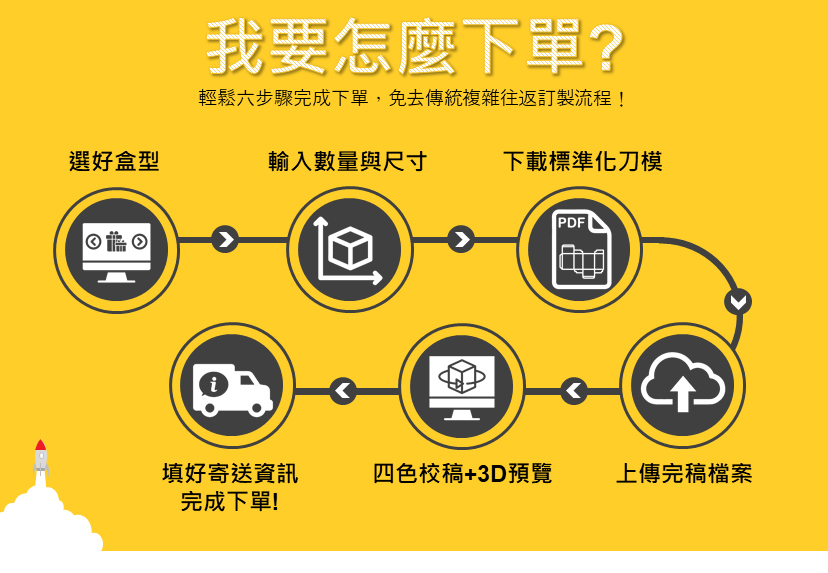 我要怎麼下單?
輕鬆六步驟完成下單，免去傳統複雜往返訂製流程！
選好盒型
輸入數量與尺寸
下載標準化刀模
PDF
i
填好寄送資訊
完成下單!
四色校稿+3D預覽
上傳完稿檔案